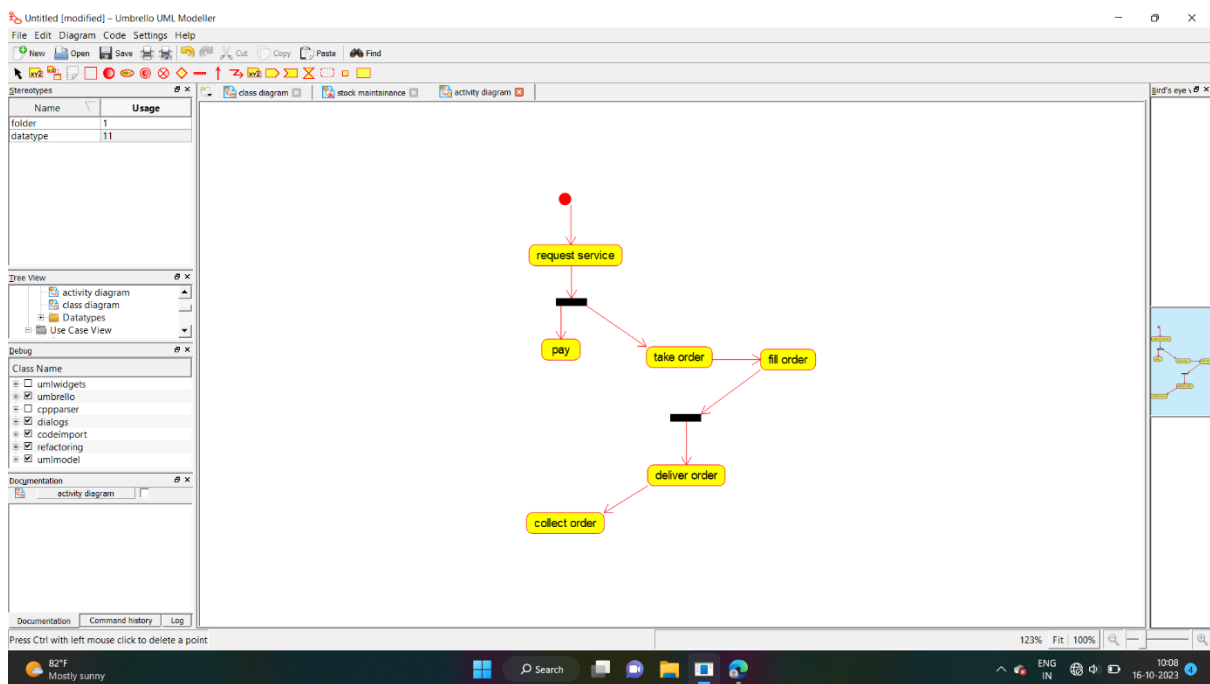 Untitled [modified] – Umbrello UML Modeller
File Edit Diagram Code Settings Help
New Open Save Cut Copy Paste Find
Stereotypes
Name Usage
folder 1
datatype 11
Tree View
activity diagram
class diagram
Datatypes
Use Case View
Debug
Class Name
umlwidgets
umbrello
cppparser
dialogs
codeimport
refactoring
umlmodel
Documentation
activity diagram
Documentation Command history Log
class diagram stock maintainance activity diagram
request service
pay
take order
fill order
deliver order
collect order
Bird's eye v
Press Ctrl with left mouse click to delete a point
123% Fit 100%
82°F
Mostly sunny
Search
ENG
IN
10:08
16-10-2023
4